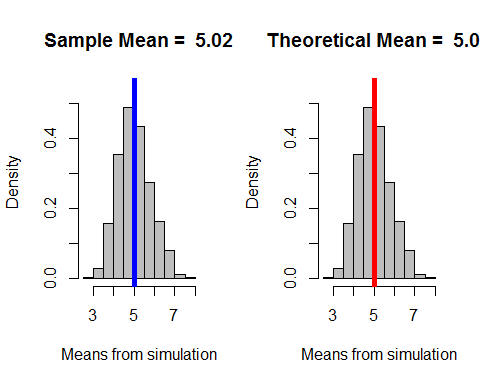 Sample Mean =  5.02
Theoretical Mean =  5.0
Density
0.0 0.2 0.4
3 5 7
Means from simulation
Density
0.0 0.2 0.4
3 5 7
Means from simulation